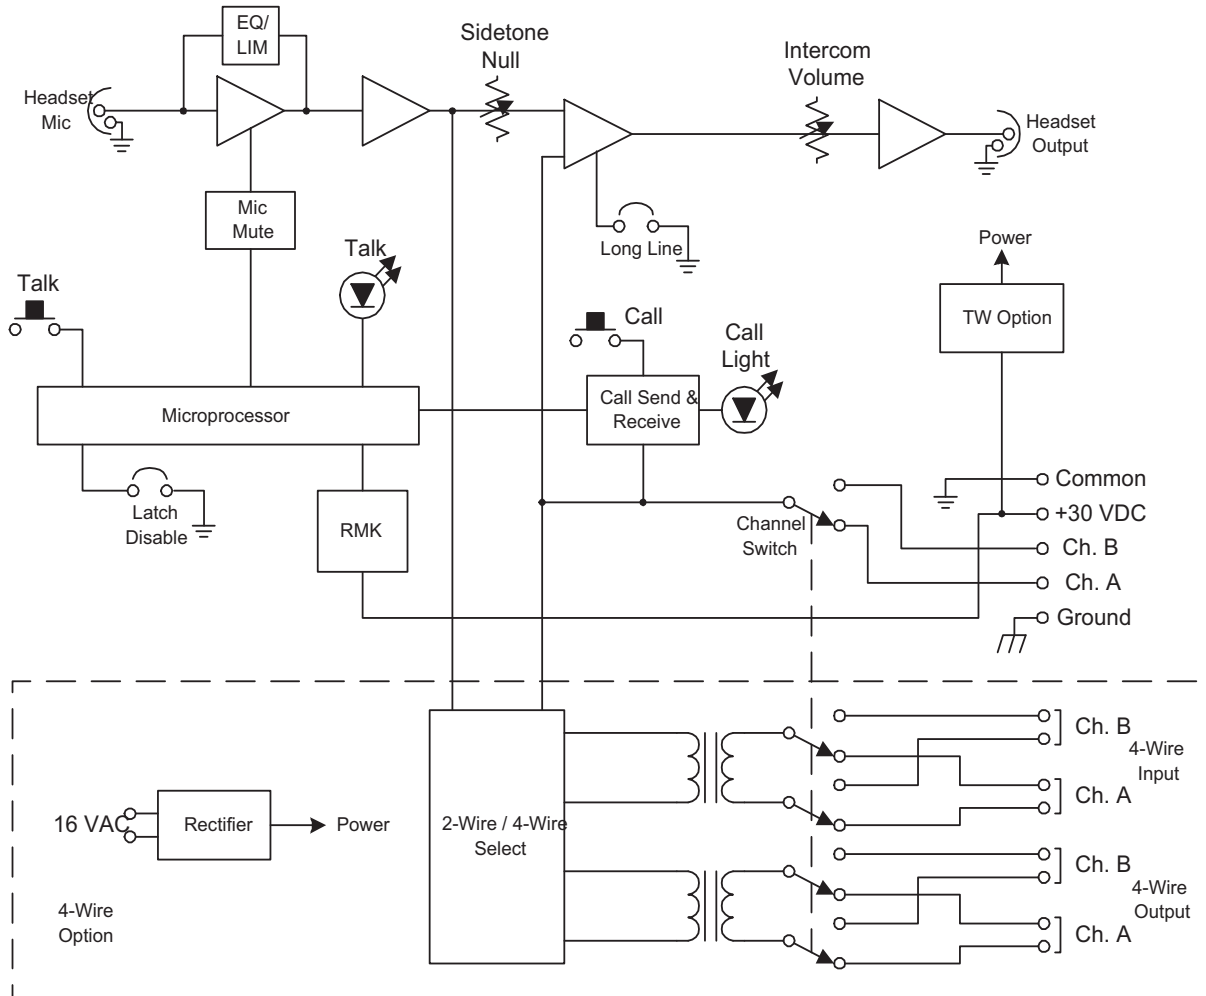 EQ/
LIM
Sidetone
Null
Intercom
Volume
Headset
Mic
Headset
Output
Mic
Mute
Long Line
Talk
Talk
Power
TW Option
Call
Call
Light
Microprocessor
Call Send &
Receive
Latch
Disable
RMK
Channel
Switch
Common
+30 VDC
Ch. B
Ch. A
Ground
Ch. B
4-Wire
Input
Ch. A
16 VAC
Rectifier
Power
2-Wire / 4-Wire
Select
Ch. B
4-Wire
Output
Ch. A
4-Wire
Option